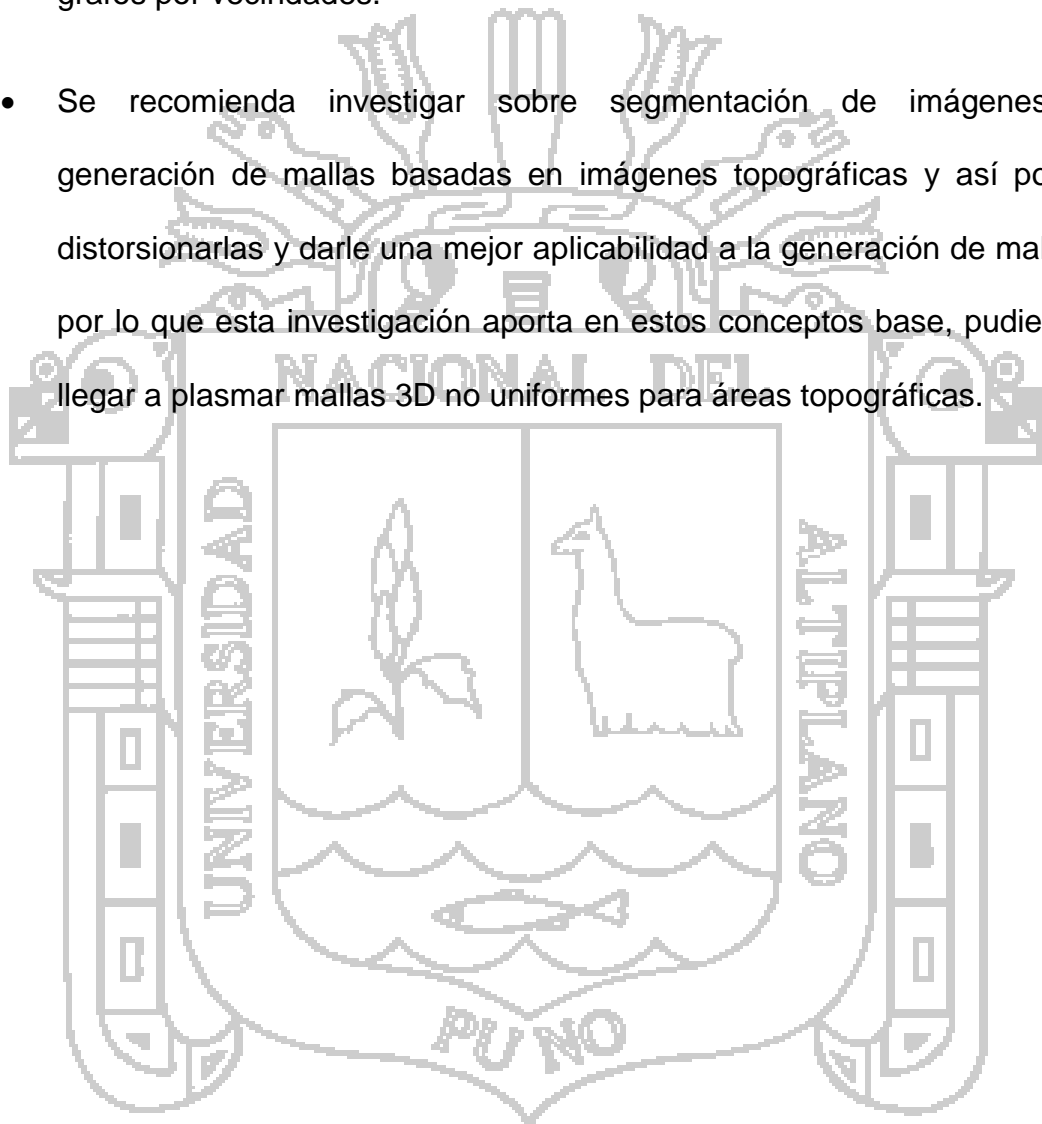 grafos por vecindades.
• Se recomienda investigar sobre segmentación de imágenes
generación de mallas basadas en imágenes topográficas y así po
distorsionarlas y darle una mejor aplicabilidad a la generación de mal
por lo que esta investigación aporta en estos conceptos base, pudie
llegar a plasmar mallas 3D no uniformes para áreas topográficas.
NACIONAL DEL
UNIVERSIDAD
ALTIPLANO
PUNO